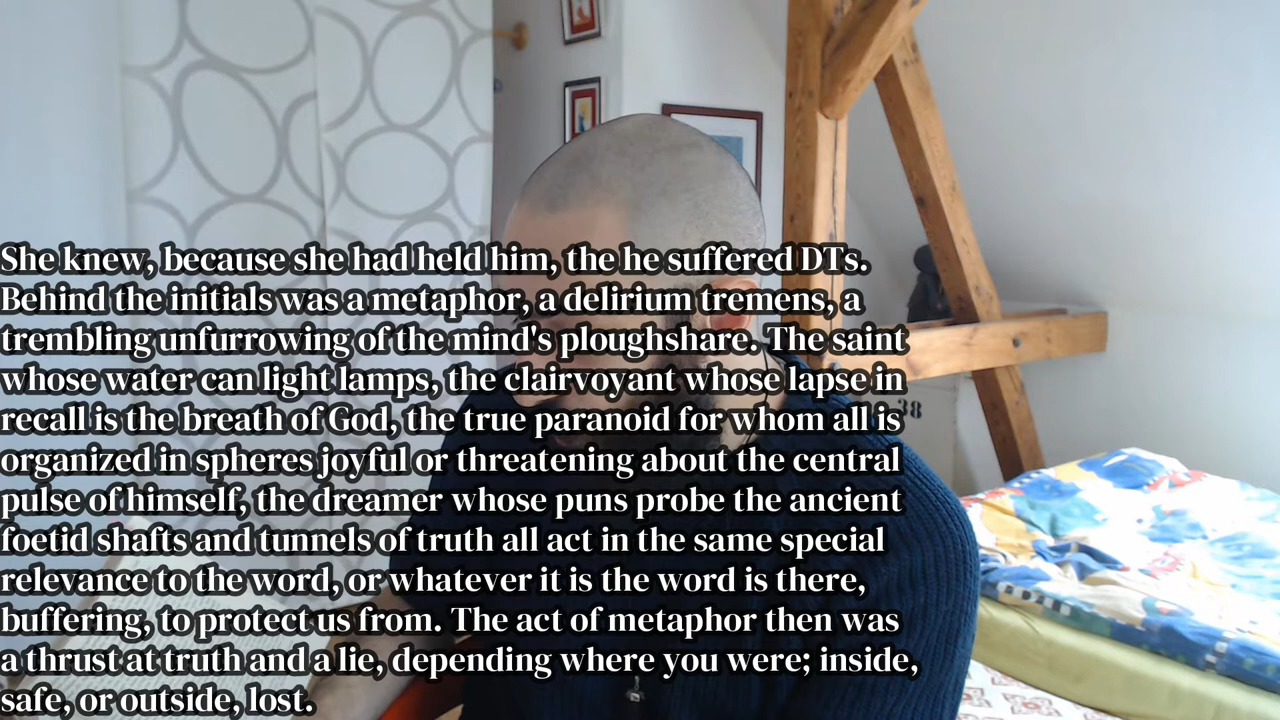 She knew, because she had held him, the he suffered DTs.
Behind the initials was a metaphor, a delirium tremens, a
trembling unfurrowing of the mind's ploughshare. The saint
whose water can light lamps, the clairvoyant whose lapse in
recall is the breath of God, the true paranoid for whom all is
organized in spheres joyful or threatening about the central
pulse of himself, the dreamer whose puns probe the ancient
foetid shafts and tunnels of truth all act in the same special
relevance to the word, or whatever it is the word is there,
buffering, to protect us from. The act of metaphor then was
a thrust at truth and a lie, depending where you were; inside,
safe, or outside, lost.
38